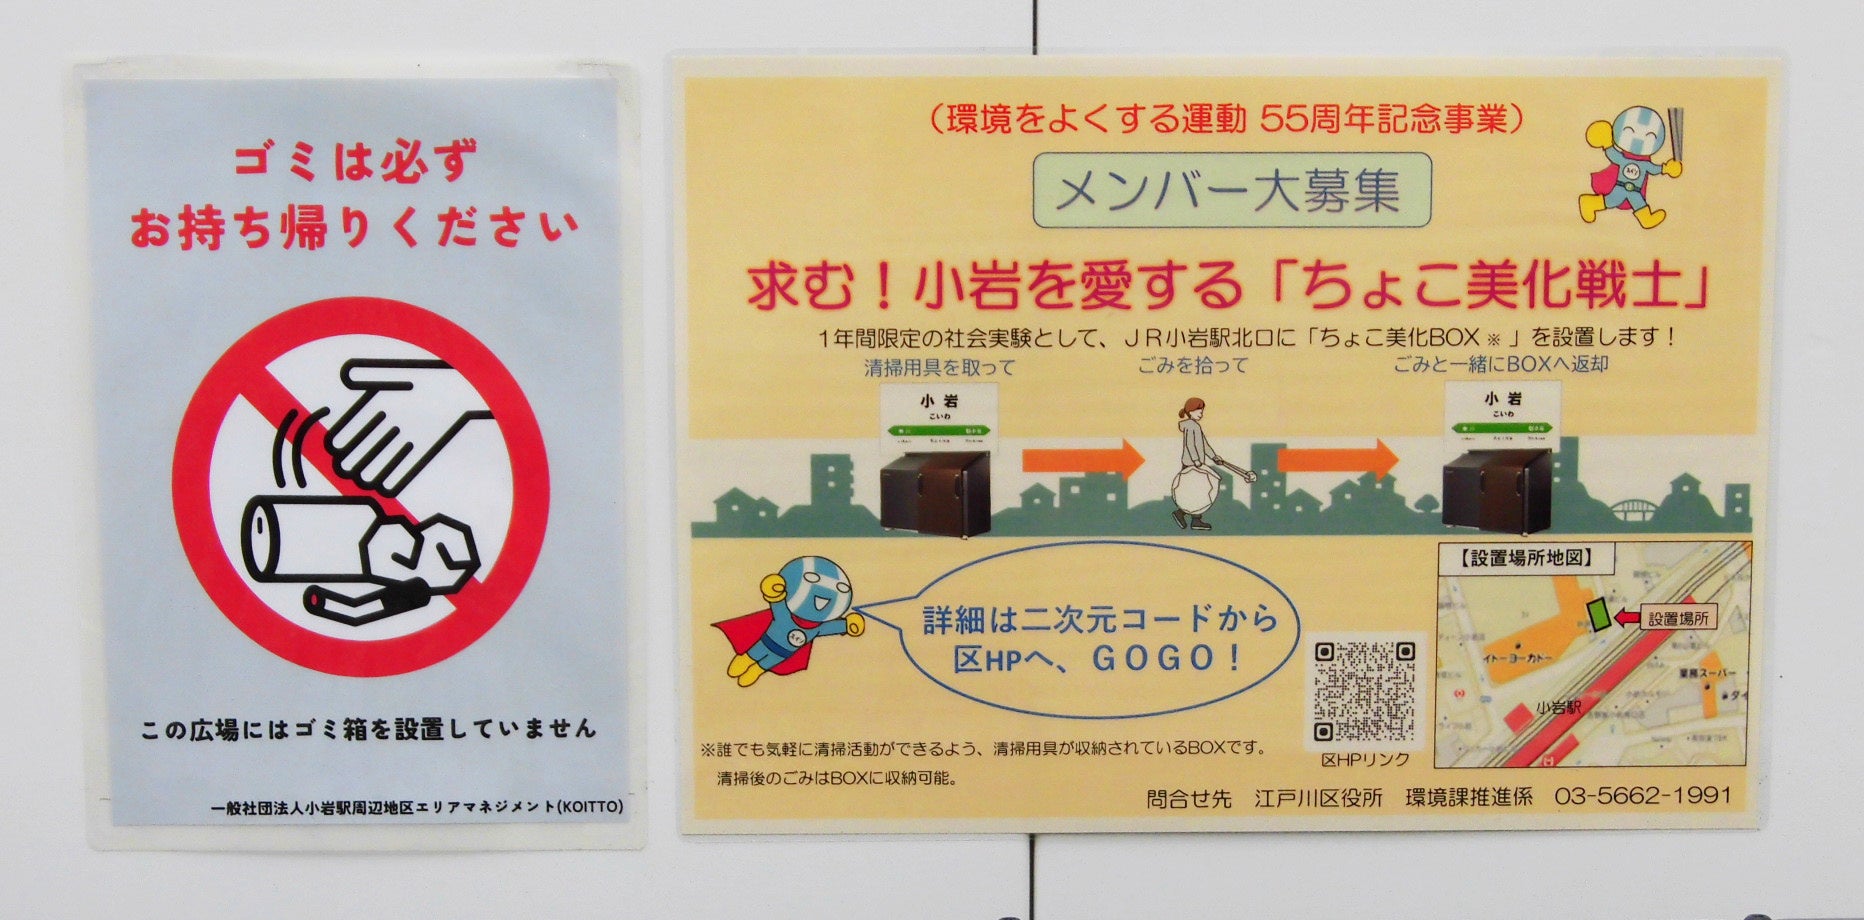 ゴミは必ず
お持ち帰りください
この広場にはゴミ箱を設置していません
一般社団法人小岩駅周辺地区エリアマネジメント(KOITTO)
（環境をよくする運動 55周年記念事業）
メンバー大募集
求む！小岩を愛する「ちょこ美化戦士」
1年間限定の社会実験として、JR小岩駅北口に「ちょこ美化BOX※」を設置します！
清掃用具を取って
ごみを拾って
ごみと一緒にBOXへ返却
小岩
こいわ
小岩
こいわ
詳細は二次元コードから
区HPへ、GOGO！
【設置場所地図】
設置場所
イトーヨーカドー
業務スーパー
小岩駅
区HPリンク
※誰でも気軽に清掃活動ができるよう、清掃用具が収納されているBOXです。
清掃後のごみはBOXに収納可能。
問合せ先 江戸川区役所 環境課推進係 03-5662-1991